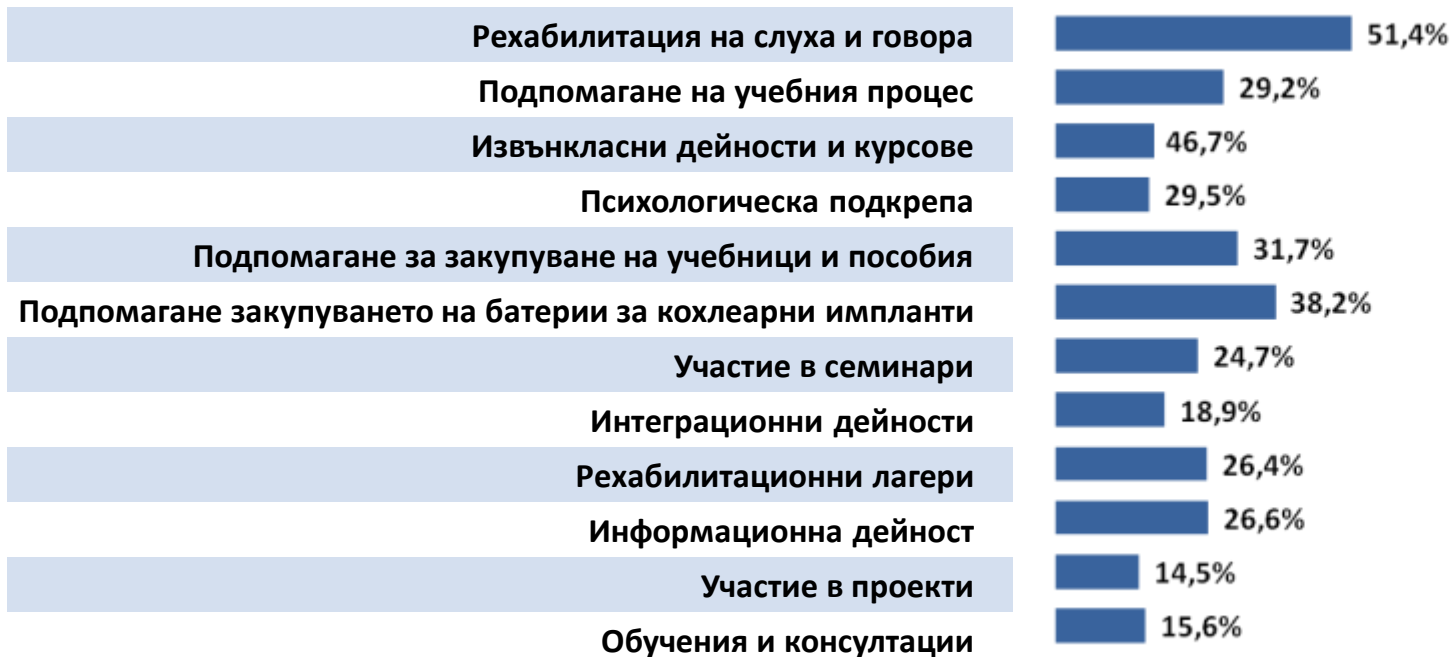 Рехабилитация на слуха и говора 51,4%
Подпомагане на учебния процес 29,2%
Извънкласни дейности и курсове 46,7%
Психологическа подкрепа 29,5%
Подпомагане за закупуване на учебници и пособия 31,7%
Подпомагане закупуването на батерии за кохлеарни импланти 38,2%
Участие в семинари 24,7%
Интеграционни дейности 18,9%
Рехабилитационни лагери 26,4%
Информационна дейност 26,6%
Участие в проекти 14,5%
Обучения и консултации 15,6%